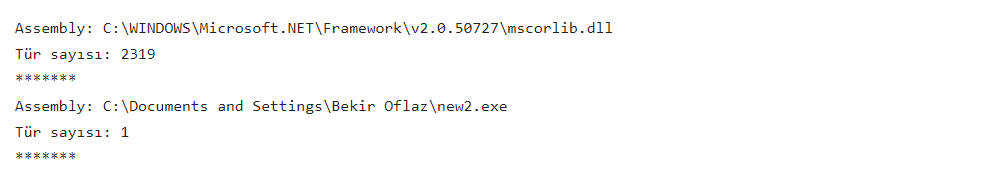 Assembly: C:\WINDOWS\Microsoft.NET\Framework\v2.0.50727\mscorlib.dll
Tür sayısı: 2319
*******
Assembly: C:\Documents and Settings\Bekir Oflaz\new2.exe
Tür sayısı: 1
*******